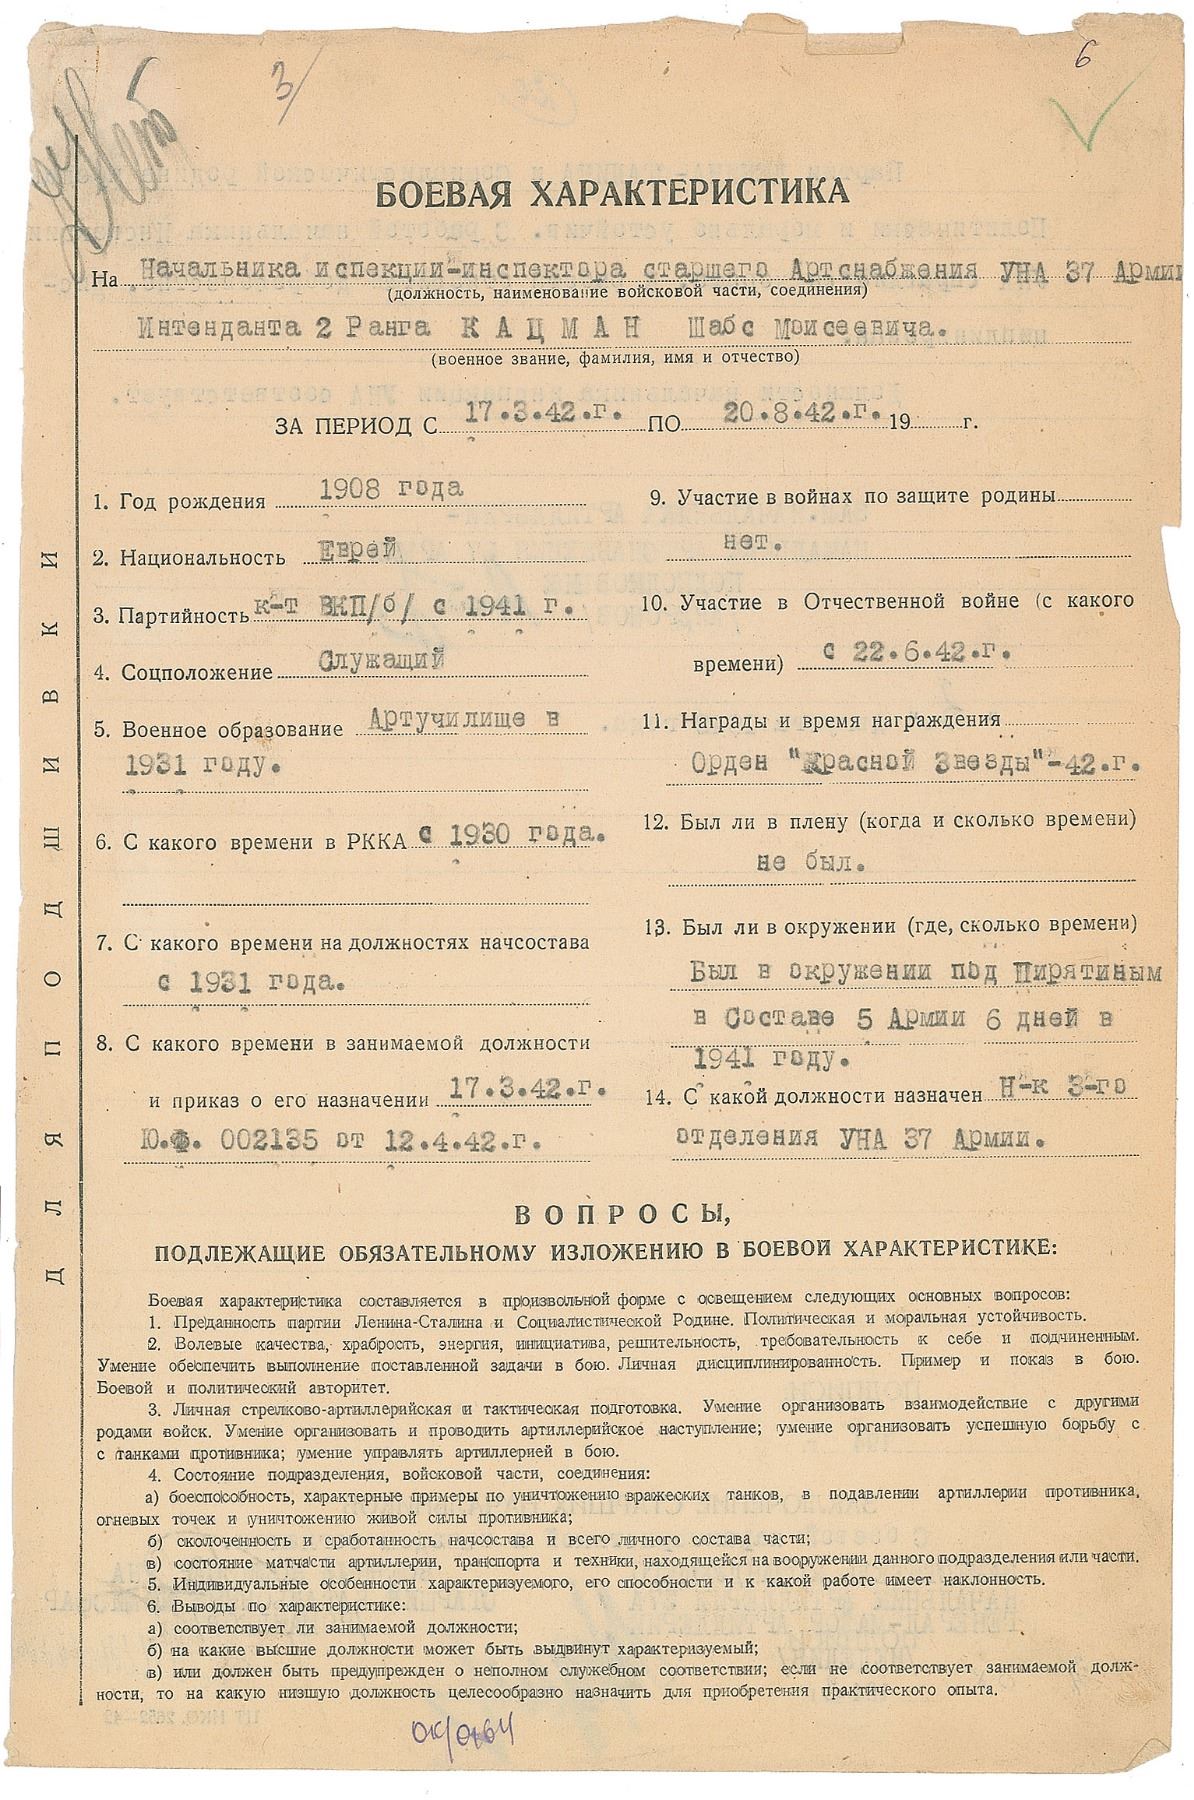 3/
6
БОЕВАЯ ХАРАКТЕРИСТИКА
На Начальника испекции-инспектора старшего Артснабжения УНА 37 Армии
(должность, наименование войсковой части, соединения)
Интенданта 2 Ранга КАЦМАН Шабс Моисеевича.
(военное звание, фамилия, имя и отчество)
ЗА ПЕРИОД С 17.3.42.г. ПО 20.8.42.г. 19 г.
1. Год рождения 1908 года
2. Национальность Еврей
3. Партийность к-т ВКП/б/ с 1941 г.
4. Соцположение Служащий
5. Военное образование Артучилище в
1931 году.
6. С какого времени в РККА с 1930 года.
7. С какого времени на должностях начсостава
с 1931 года.
8. С какого времени в занимаемой должности
и приказ о его назначении 17.3.42.г.
Ю.Ф. 002135 от 12.4.42.г.
9. Участие в войнах по защите родины
нет.
10. Участие в Отчественной войне (с какого
времени) с 22.6.42.г.
11. Награды и время награждения
Орден "Красной Звезды"-42.г.
12. Был ли в плену (когда и сколько времени)
не был.
13. Был ли в окружении (где, сколько времени)
Был в окружении под Пирятиным
в Составе 5 Армии 6 дней в
1941 году.
14. С какой должности назначен Н-к 3-го
отделения УНА 37 Армии.
ДЛЯ ПОДШИВКИ
ВОПРОСЫ,
ПОДЛЕЖАЩИЕ ОБЯЗАТЕЛЬНОМУ ИЗЛОЖЕНИЮ В БОЕВОЙ ХАРАКТЕРИСТИКЕ:
Боевая характеристика составляется в произвольной форме с освещением следующих основных вопросов:
1. Преданность партии Ленина-Сталина и Социалистической Родине. Политическая и моральная устойчивость.
2. Волевые качества, храбрость, энергия, инициатива, решительность, требовательность к себе и подчиненным.
Умение обеспечить выполнение поставленной задачи в бою. Личная дисциплинированность. Пример и показ в бою.
Боевой и политический авторитет.
3. Личная стрелково-артиллерийская и тактическая подготовка. Умение организовать взаимодействие с другими
родами войск. Умение организовать и проводить артиллерийское наступление; умение организовать успешную борьбу с
с танками противника; умение управлять артиллерией в бою.
4. Состояние подразделения, войсковой части, соединения:
а) боеспособность, характерные примеры по уничтожению вражеских танков, в подавлении артиллерии противника,
огневых точек и уничтожению живой силы противника;
б) сколоченность и сработанность начсостава и всего личного состава части;
в) состояние матчасти артиллерии, транспорта и техники, находящейся на вооружении данного подразделения или части.
5. Индивидуальные особенности характеризуемого, его способности и к какой работе имеет наклонность.
6. Выводы по характеристике:
а) соответствует ли занимаемой должности;
б) на какие высшие должности может быть выдвинут характеризуемый;
в) или должен быть предупрежден о неполном служебном соответствии; если не соответствует занимаемой долж-
ности, то на какую низшую должность целесообразно назначить для приобретения практического опыта.